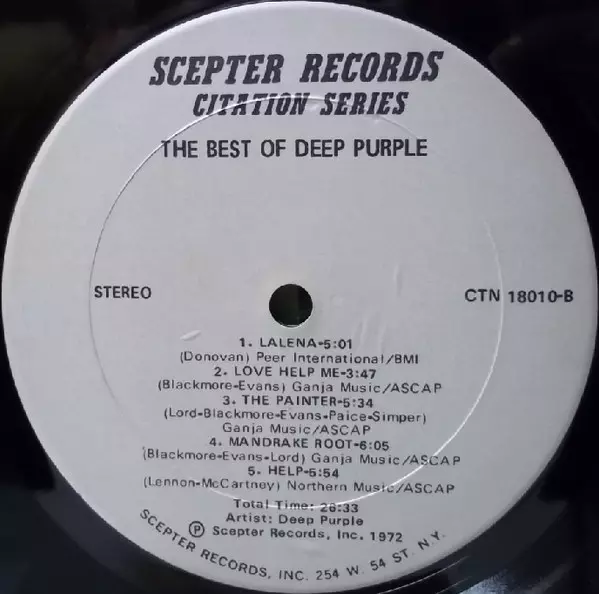 SCEPTER RECORDS
CITATION SERIES
THE BEST OF DEEP PURPLE
STEREO
CTN 18010-B
1. LALENA-5:01
(Donovan) Peer International/BMI
2. LOVE HELP ME-3:47
(Blackmore-Evans) Ganja Music/ASCAP
3. THE PAINTER-5:34
(Lord-Blackmore-Evans-Paice-Simper)
Ganja Music/ASCAP
4. MANDRAKE ROOT-6:05
(Blackmore-Evans-Lord) Ganja Music/ASCAP
5. HELP-5:54
(Lennon-McCartney) Northern Music/ASCAP
Total Time: 26:33
Artist: Deep Purple
Ⓟ Scepter Records, Inc. 1972
SCEPTER RECORDS, INC. 254 W. 54 ST. N.Y.